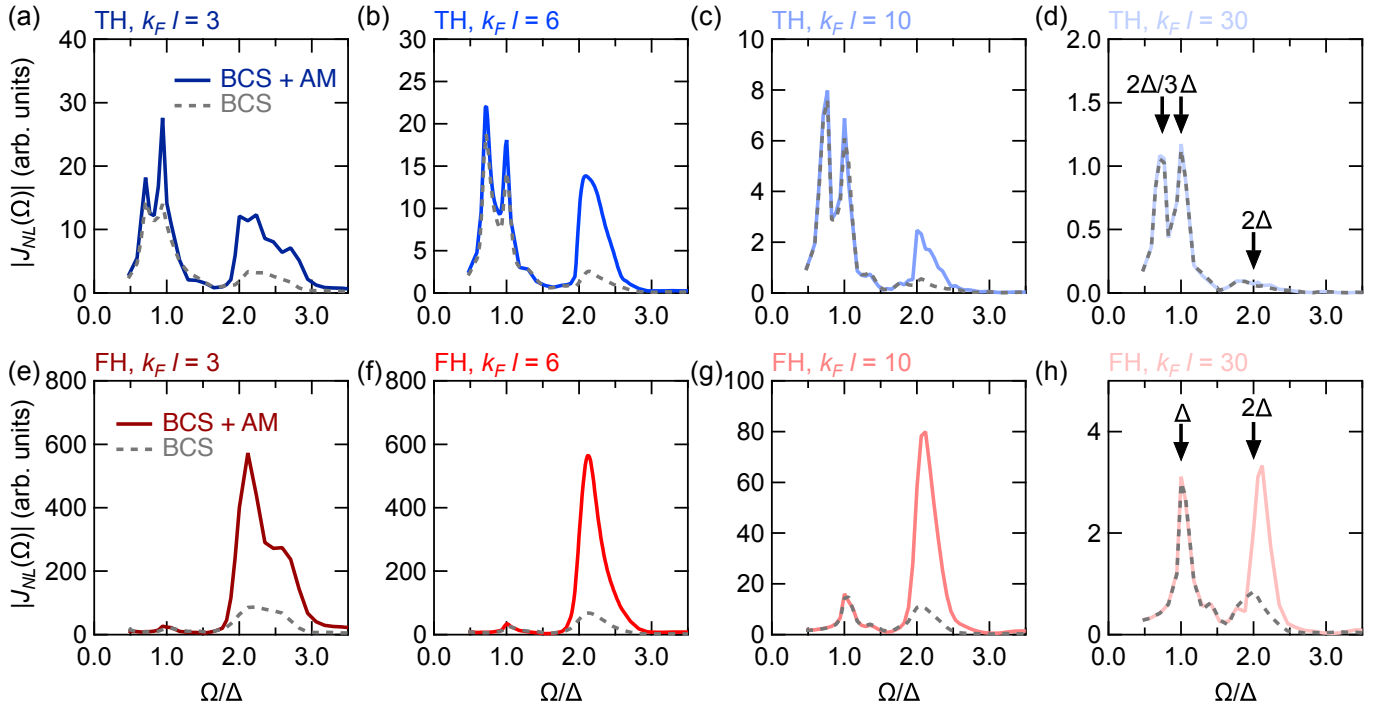 (a) TH, k_F l = 3
40
30
20
10
0
|J_NL(Ω)| (arb. units)
BCS + AM
BCS
0.0 1.0 2.0 3.0
(b) TH, k_F l = 6
30
25
20
15
10
5
0
0.0 1.0 2.0 3.0
(c) TH, k_F l = 10
10
8
6
4
2
0
0.0 1.0 2.0 3.0
(d) TH, k_F l = 30
2.0
1.5
1.0
0.5
0.0
2Δ/3 Δ
2Δ
0.0 1.0 2.0 3.0
(e) FH, k_F l = 3
800
600
400
200
0
|J_NL(Ω)| (arb. units)
BCS + AM
BCS
0.0 1.0 2.0 3.0
Ω/Δ
(f) FH, k_F l = 6
800
600
400
200
0
0.0 1.0 2.0 3.0
Ω/Δ
(g) FH, k_F l = 10
100
80
60
40
20
0
0.0 1.0 2.0 3.0
Ω/Δ
(h) FH, k_F l = 30
4
2
0
Δ
2Δ
0.0 1.0 2.0 3.0
Ω/Δ